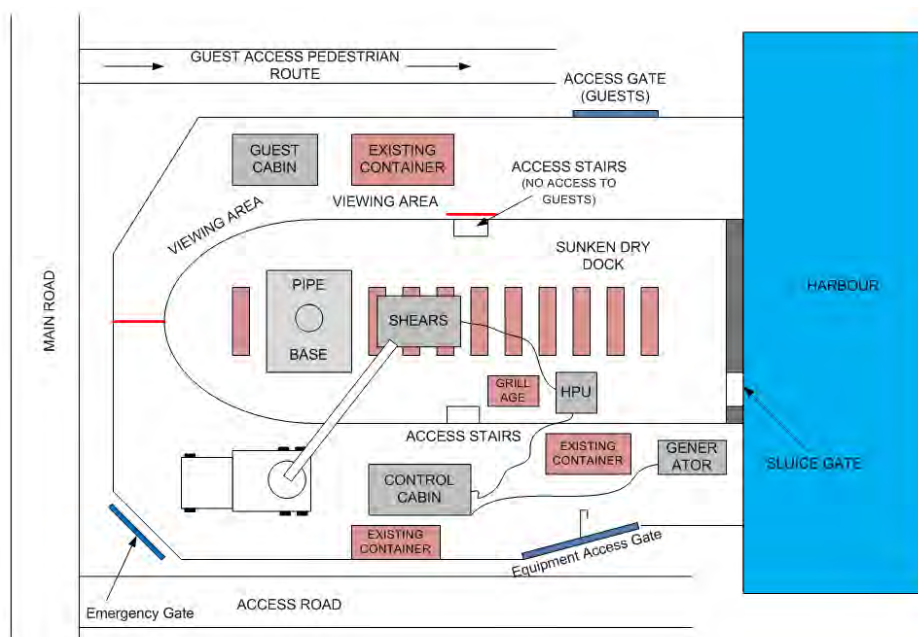 GUEST ACCESS PEDESTRIAN
ROUTE
ACCESS GATE
(GUESTS)
GUEST
CABIN
EXISTING
CONTAINER
ACCESS STAIRS
(NO ACCESS TO
GUESTS)
VIEWING AREA
VIEWING AREA
SUNKEN DRY
DOCK
MAIN ROAD
PIPE
BASE
SHEARS
HARBOUR
GRILL
AGE
HPU
ACCESS STAIRS
EXISTING
CONTAINER
GENER
ATOR
SLUICE GATE
CONTROL
CABIN
EXISTING
CONTAINER
Equipment Access Gate
Emergency Gate
ACCESS ROAD